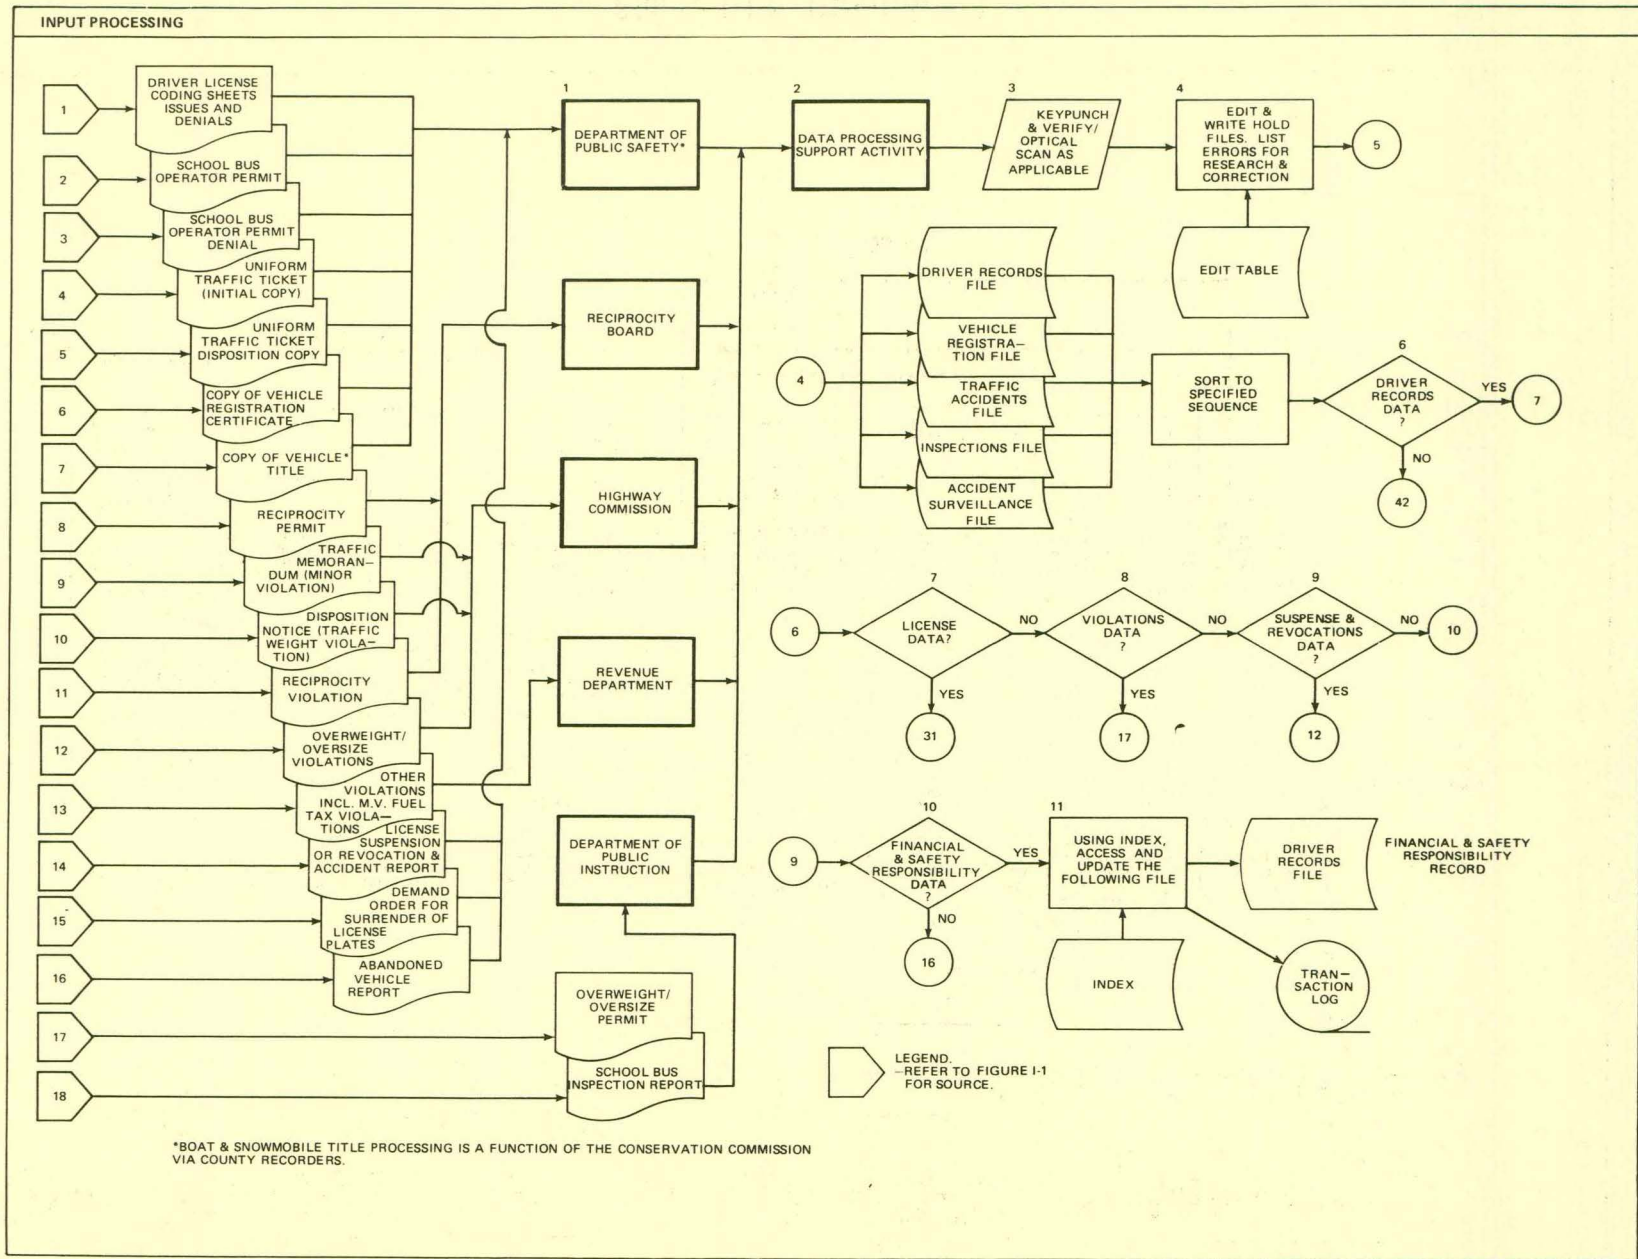 INPUT PROCESSING
1
DRIVER LICENSE
CODING SHEETS
ISSUES AND
DENIALS
2
SCHOOL BUS
OPERATOR PERMIT
3
SCHOOL BUS
OPERATOR PERMIT
DENIAL
4
UNIFORM
TRAFFIC TICKET
(INITIAL COPY)
5
UNIFORM
TRAFFIC TICKET
DISPOSITION COPY
6
COPY OF VEHICLE
REGISTRATION
CERTIFICATE
7
COPY OF VEHICLE*
TITLE
8
RECIPROCITY
PERMIT
9
TRAFFIC
MEMORAN-
DUM (MINOR
VIOLATION)
10
DISPOSITION
NOTICE (TRAFFIC
WEIGHT VIOLA-
TION)
11
RECIPROCITY
VIOLATION
12
OVERWEIGHT/
OVERSIZE
VIOLATIONS
13
OTHER
VIOLATIONS
INCL. M.V. FUEL
TAX VIOLA-
TIONS
14
LICENSE
SUSPENSION
OR REVOCATION &
ACCIDENT REPORT
15
DEMAND
ORDER FOR
SURRENDER OF
LICENSE
PLATES
16
ABANDONED
VEHICLE
REPORT
17
OVERWEIGHT/
OVERSIZE
PERMIT
18
SCHOOL BUS
INSPECTION REPORT
1
DEPARTMENT OF
PUBLIC SAFETY*
RECIPROCITY
BOARD
HIGHWAY
COMMISSION
REVENUE
DEPARTMENT
DEPARTMENT OF
PUBLIC
INSTRUCTION
2
DATA PROCESSING
SUPPORT ACTIVITY
3
KEYPUNCH
& VERIFY/
OPTICAL
SCAN AS
APPLICABLE
4
EDIT &
WRITE HOLD
FILES. LIST
ERRORS FOR
RESEARCH &
CORRECTION
5
EDIT TABLE
4
DRIVER RECORDS
FILE
VEHICLE
REGISTRA-
TION FILE
TRAFFIC
ACCIDENTS
FILE
INSPECTIONS FILE
ACCIDENT
SURVEILLANCE
FILE
SORT TO
SPECIFIED
SEQUENCE
6
DRIVER
RECORDS
DATA
?
YES
7
NO
42
6
7
LICENSE
DATA?
NO
YES
31
8
VIOLATIONS
DATA
?
NO
YES
17
9
SUSPENSE &
REVOCATIONS
DATA
?
NO
10
YES
12
9
10
FINANCIAL
& SAFETY
RESPONSIBILITY
DATA
?
YES
NO
16
11
USING INDEX,
ACCESS AND
UPDATE THE
FOLLOWING FILE
INDEX
DRIVER
RECORDS
FILE
FINANCIAL & SAFETY
RESPONSIBILITY
RECORD
TRAN-
SACTION
LOG
LEGEND.
-REFER TO FIGURE I-1
FOR SOURCE.
*BOAT & SNOWMOBILE TITLE PROCESSING IS A FUNCTION OF THE CONSERVATION COMMISSION
VIA COUNTY RECORDERS.